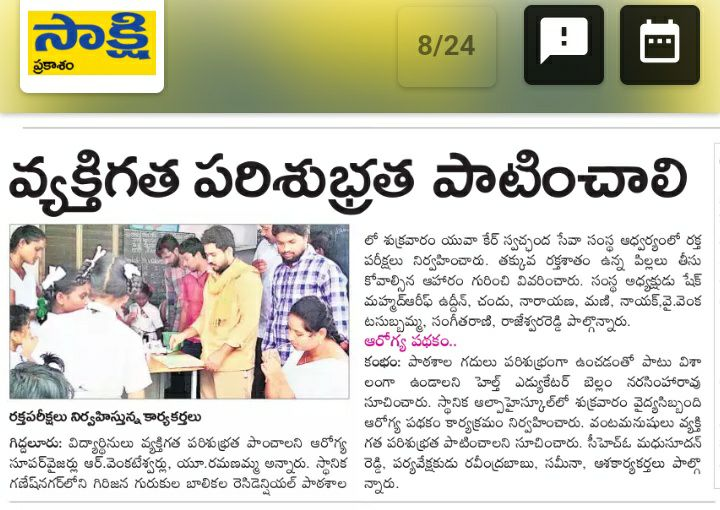 సాక్షి
ప్రకాశం
8/24
వ్యక్తిగత పరిశుభ్రత పాటించాలి
రక్తపరీక్షలు నిర్వహిస్తున్న కార్యకర్తలు
గిద్దలూరు: విద్యార్థినులు వ్యక్తిగత పరిశుభ్రత పాంచాలని ఆరోగ్య
సూపర్‌వైజర్లు ఆర్.వెంకటేశ్వర్లు, యూ.రమణమ్మ అన్నారు. స్థానిక
గణేష్‌నగర్‌లోని గిరిజన గురుకుల బాలికల రెసిడెన్షియల్ పాఠశాల
లో శుక్రవారం యువా కేర్ స్వచ్ఛంద సేవా సంస్థ ఆధ్వర్యంలో రక్త
పరీక్షలు నిర్వహించారు. తక్కువ రక్తశాతం ఉన్న పిల్లలు తీసు
కోవాల్సిన ఆహారం గురించి వివరించారు. సంస్థ అధ్యక్షుడు షేక్
మహ్మద్ఆరీఫ్ ఉద్దీన్, చందు, నారాయణ, మణి, నాయక్,వై.వెంక
టసుబ్బమ్మ, సంగీతరాణి, రాజేశ్వరరెడ్డి పాల్గొన్నారు.
ఆరోగ్య పథకం..
కంభం: పాఠశాల గదులు పరిశుభ్రంగా ఉంచడంతో పాటు విశా
లంగా ఉండాలని హెల్త్ ఎడ్యుకేటర్ బెల్లం నరసింహారావు
సూచించారు. స్థానిక ఆల్ఫాహైస్కూల్‌లో శుక్రవారం వైద్యసిబ్బంది
ఆరోగ్య పథకం కార్యక్రమం నిర్వహించారు. వంటమనుషులు వ్యక్తి
గత పరిశుభ్రత పాటించాలని సూచించారు. సీహెచ్ఓ మధుసూదన్
రెడ్డి, పర్యవేక్షకుడు రవీంద్రబాబు, సమీనా, ఆశకార్యకర్తలు పాల్గొ
న్నారు.